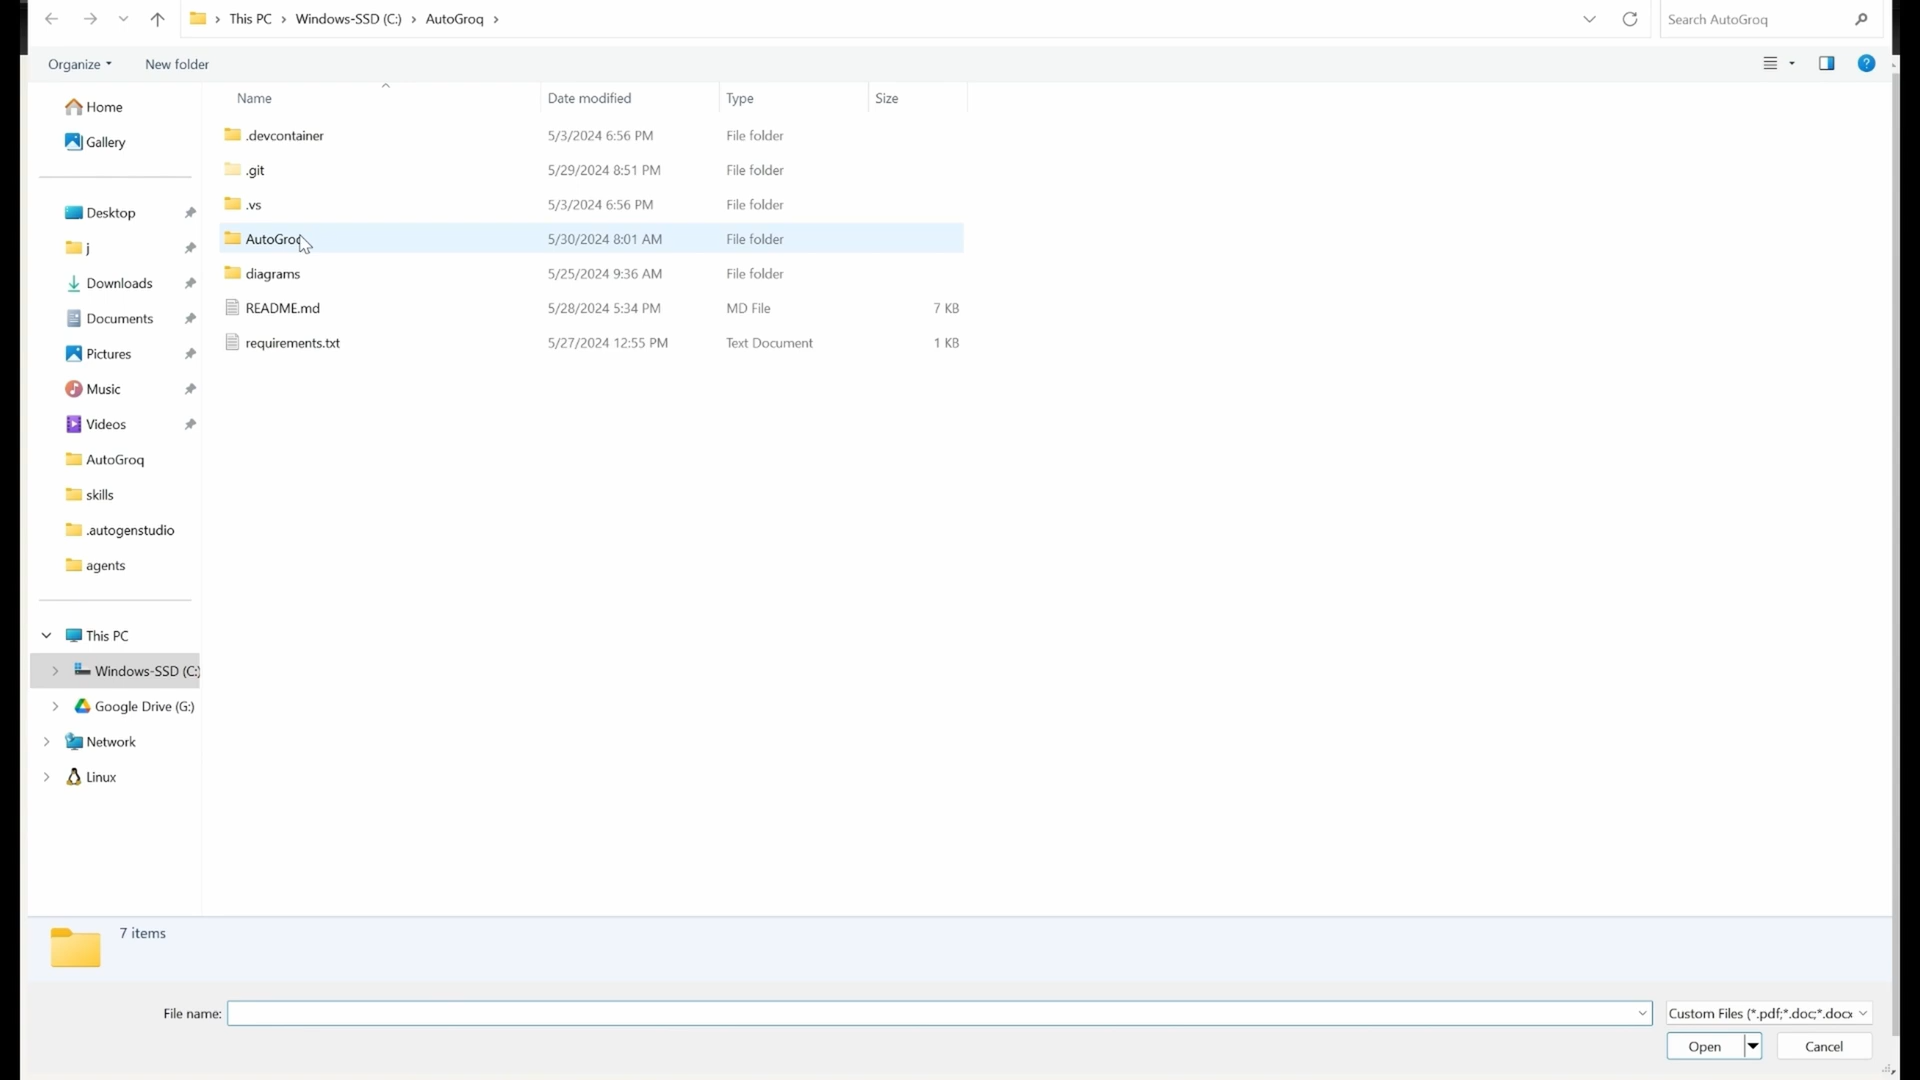 This PC > Windows-SSD (C:) > AutoGroq >
Search AutoGroq
Organize
New folder
?
Name Date modified Type Size
Home
Gallery
Desktop
j
Downloads
Documents
Pictures
Music
Videos
AutoGroq
skills
.autogenstudio
agents
This PC
Windows-SSD (C:)
Google Drive (G:)
Network
Linux
.devcontainer 5/3/2024 6:56 PM File folder
.git 5/29/2024 8:51 PM File folder
.vs 5/3/2024 6:56 PM File folder
AutoGroq 5/30/2024 8:01 AM File folder
diagrams 5/25/2024 9:36 AM File folder
README.md 5/28/2024 5:34 PM MD File 7 KB
requirements.txt 5/27/2024 12:55 PM Text Document 1 KB
7 items
File name:
Custom Files (*.pdf;*.doc;*.docx
Open
Cancel